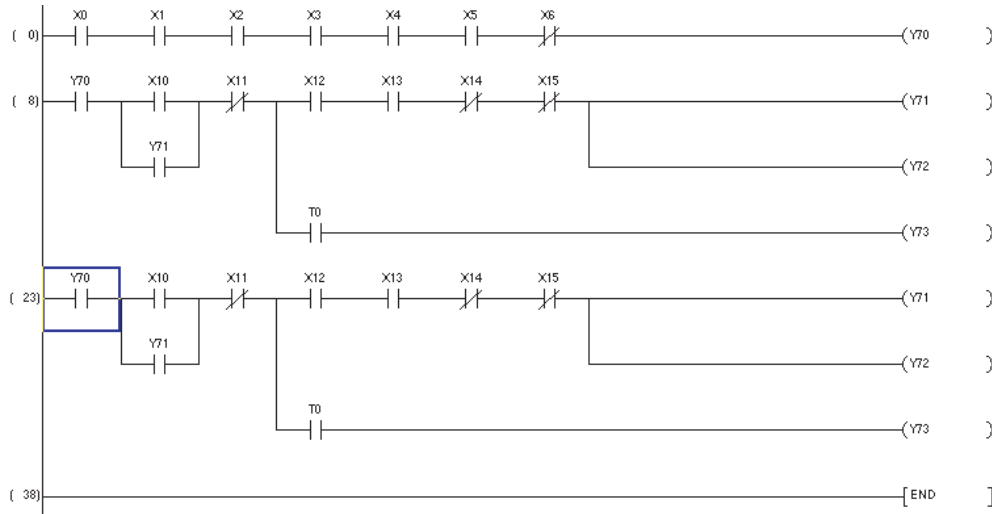 X0 X1 X2 X3 X4 X5 X6
( 0) (Y70 )
Y70 X10 X11 X12 X13 X14 X15
( 8) (Y71 )
Y71
(Y72 )
T0
(Y73 )
Y70 X10 X11 X12 X13 X14 X15
( 23) (Y71 )
Y71
(Y72 )
T0
(Y73 )
( 38) [END ]